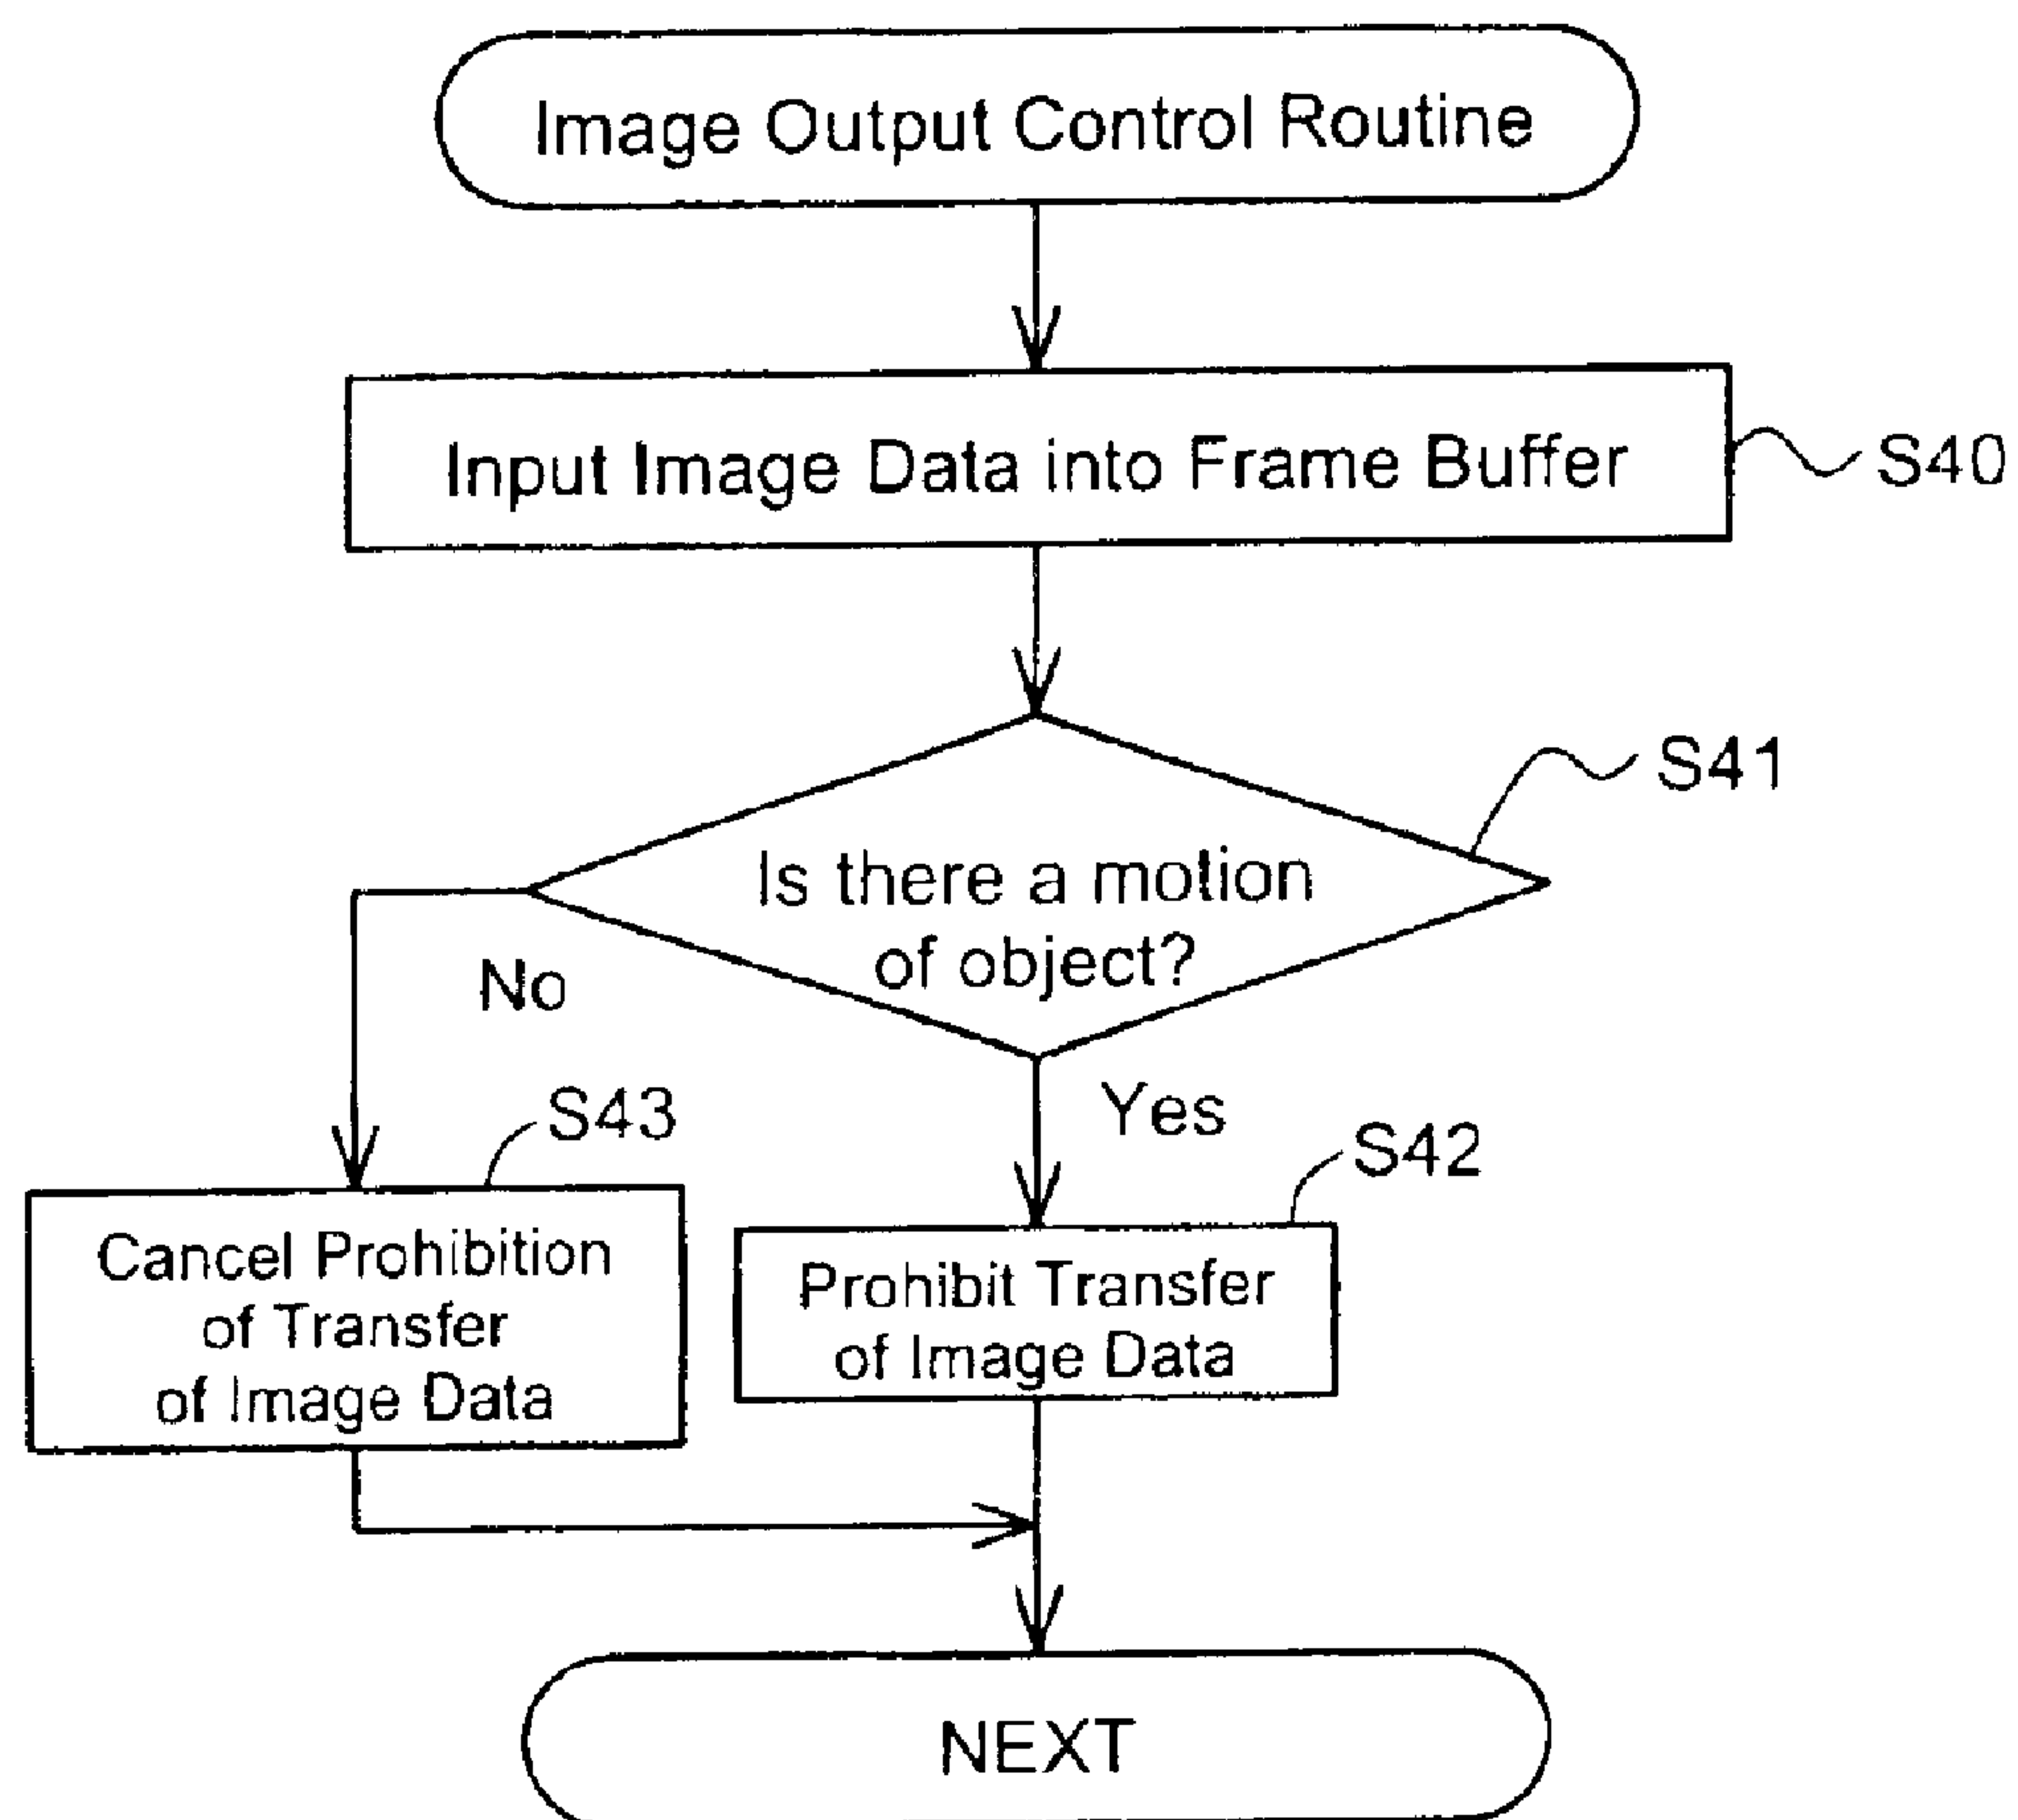 Image Output Control Routine
Input Image Data into Frame Buffer
S40
S41
Is there a motion
of object?
No
Yes
S43
S42
Cancel Prohibition
of Transfer
of Image Data
Prohibit Transfer
of Image Data
NEXT